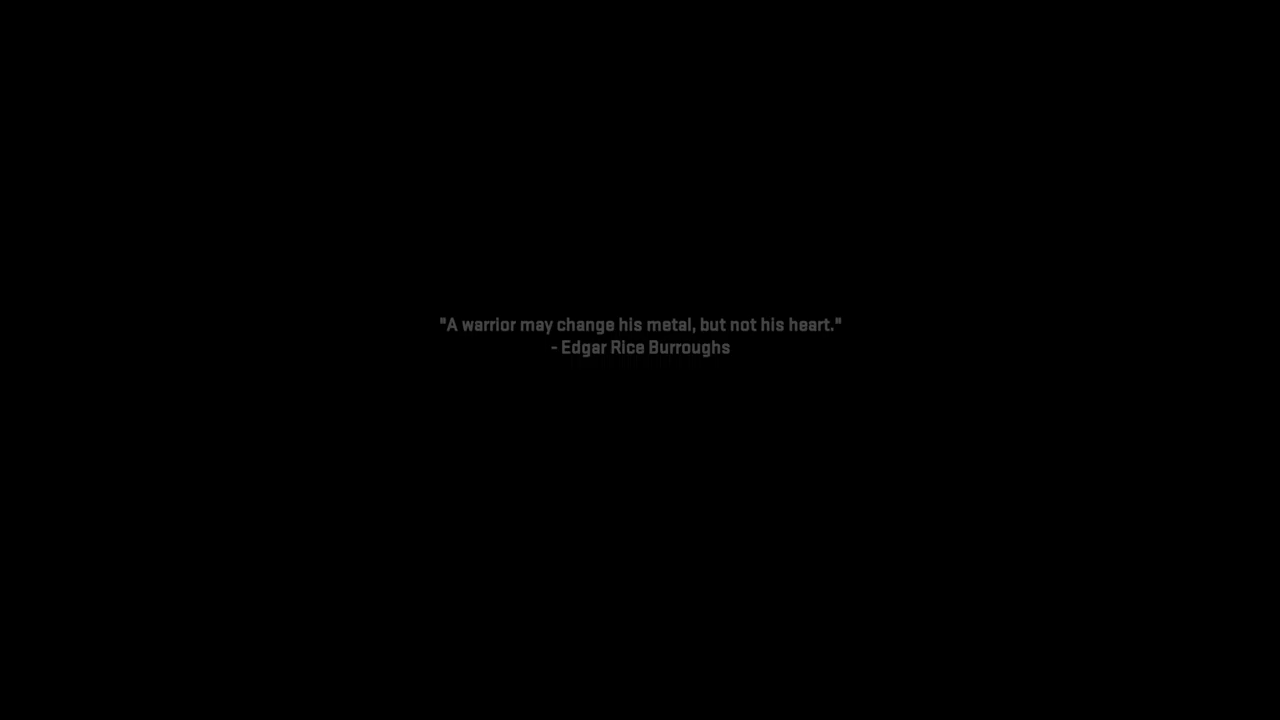 "A warrior may change his metal, but not his heart."
- Edgar Rice Burroughs